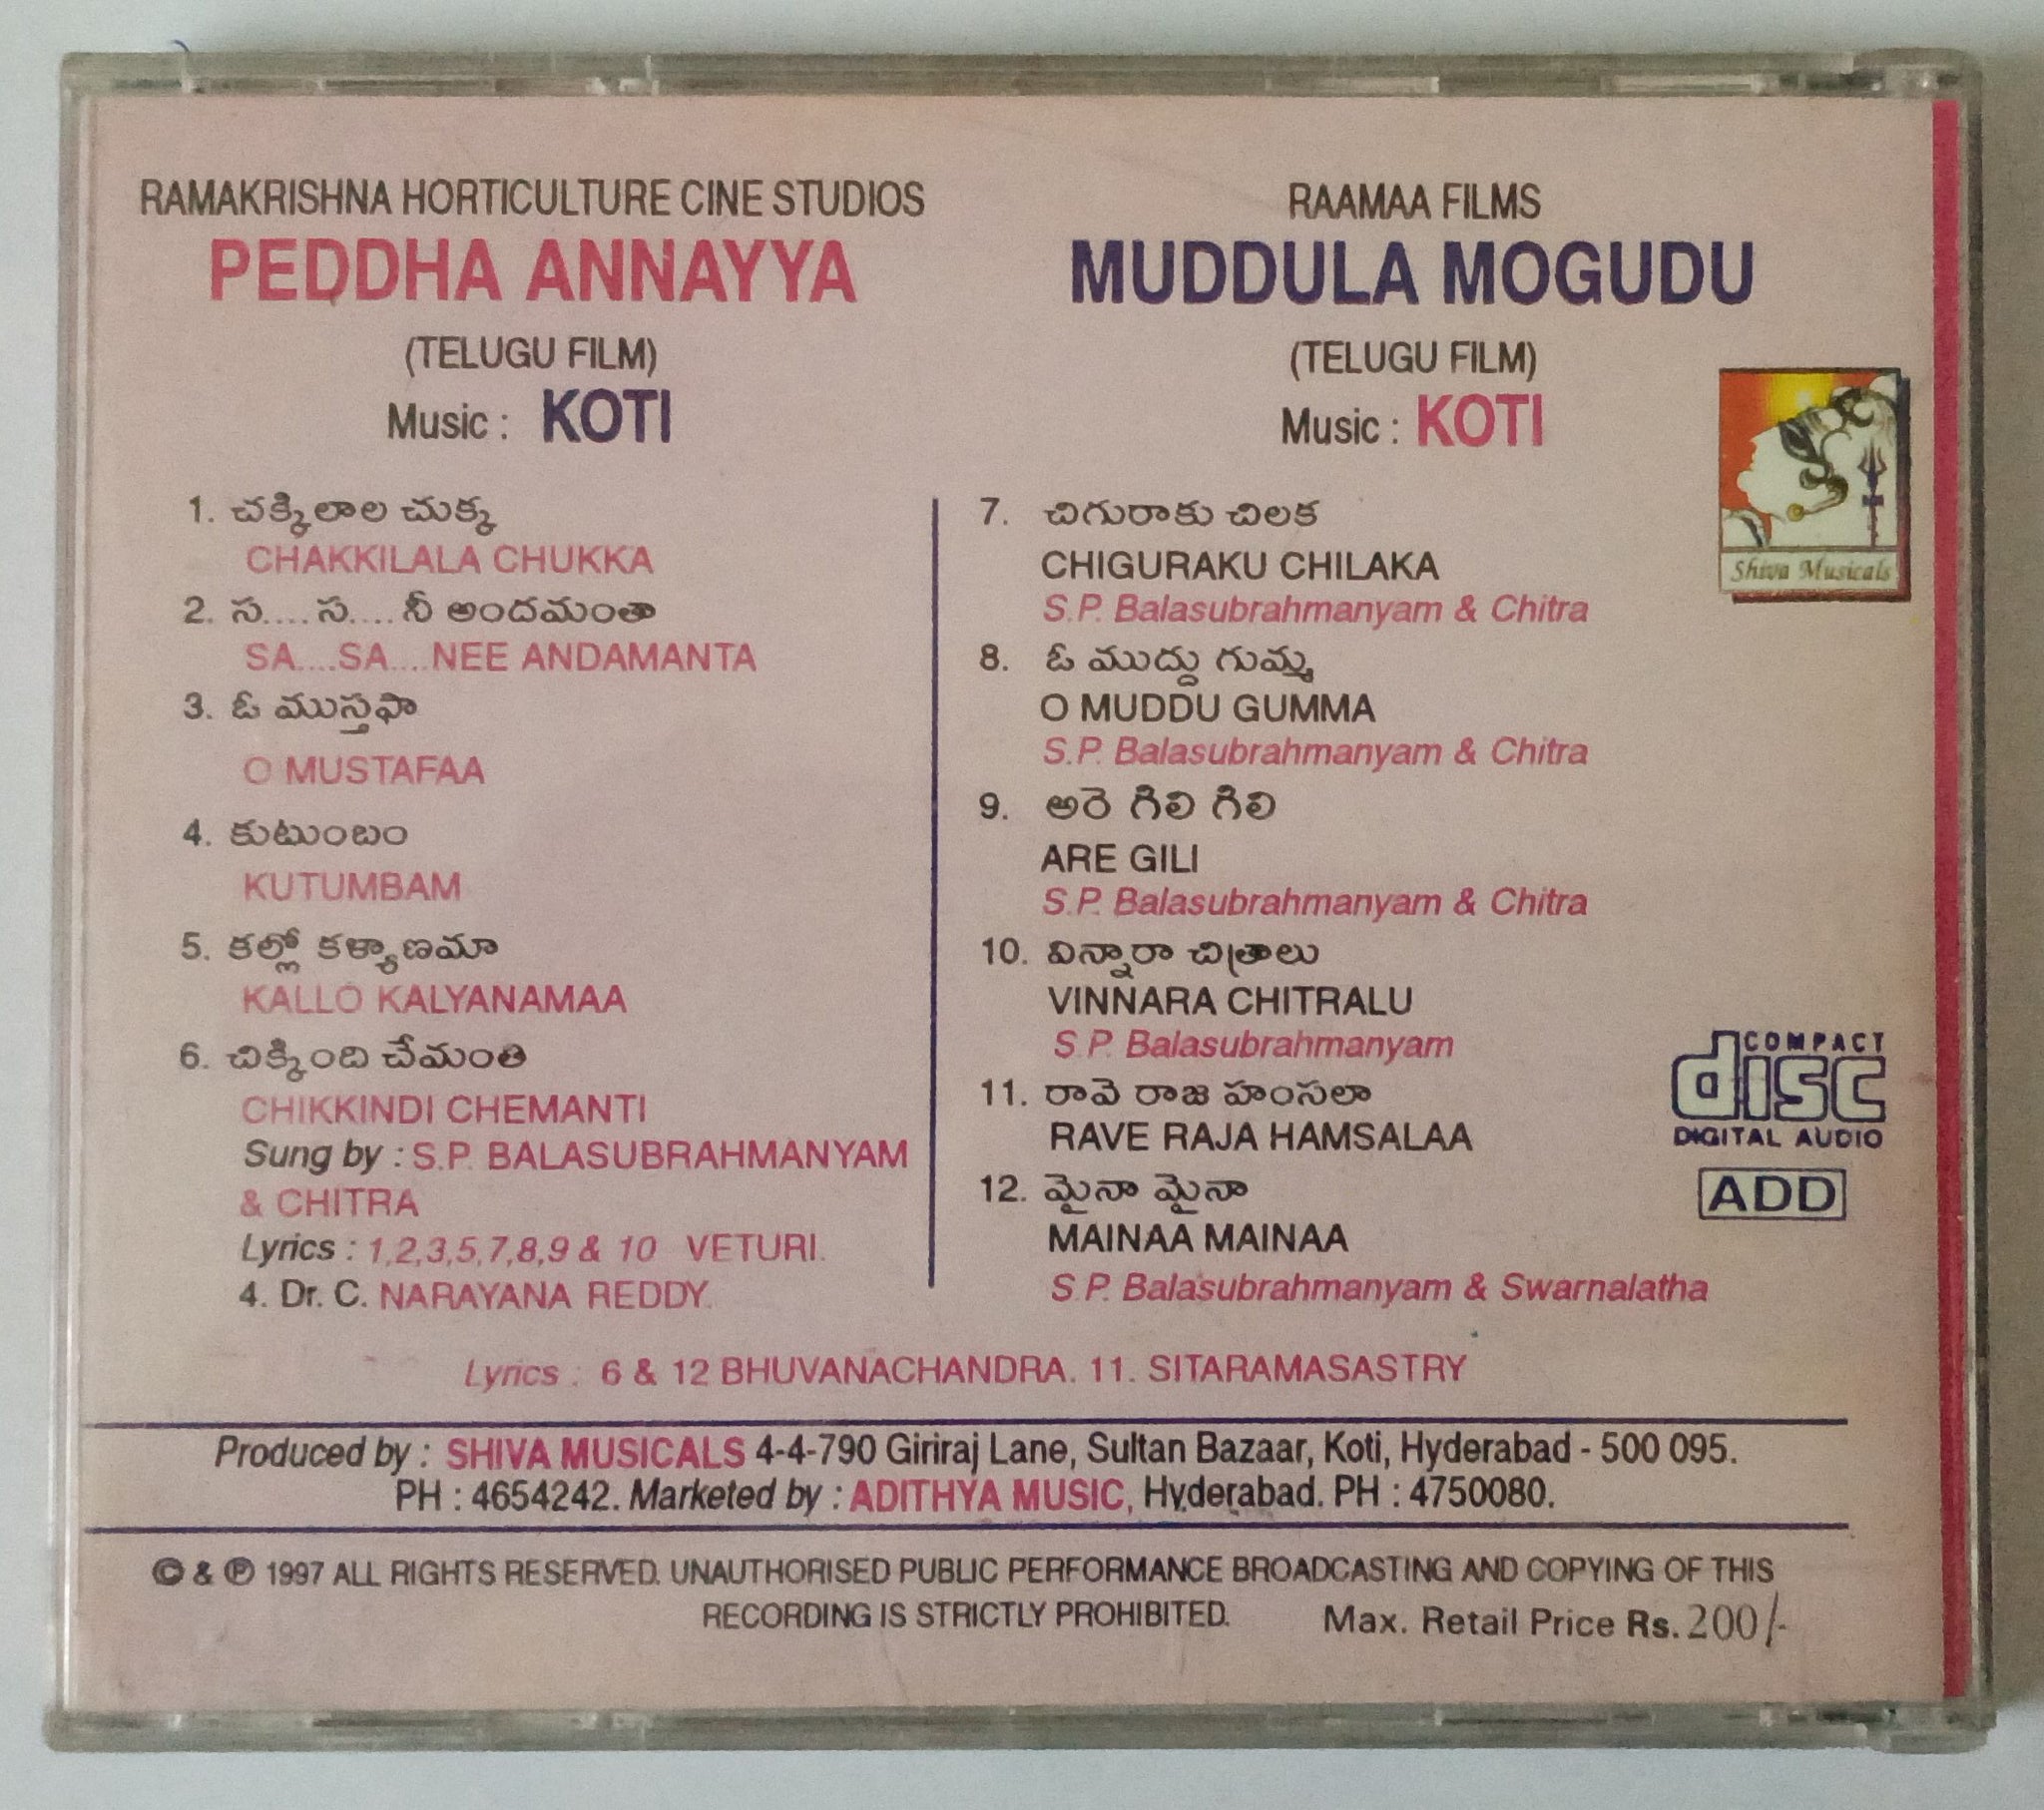 RAMAKRISHNA HORTICULTURE CINE STUDIOS
PEDDHA ANNAYYA
(TELUGU FILM)
Music : KOTI
1. చక్కిలాల చుక్క
CHAKKILALA CHUKKA
2. స....స....నీ అందమంతా
SA....SA....NEE ANDAMANTA
3. ఓ ముస్తఫా
O MUSTAFAA
4. కుటుంబం
KUTUMBAM
5. కల్లో కళ్యాణమా
KALLO KALYANAMAA
6. చిక్కింది చేమంతి
CHIKKINDI CHEMANTI
Sung by : S.P. BALASUBRAHMANYAM
& CHITRA
Lyrics : 1,2,3,5,7,8,9 & 10 VETURI.
4. Dr. C. NARAYANA REDDY.
RAAMAA FILMS
MUDDULA MOGUDU
(TELUGU FILM)
Music : KOTI
7. చిగురాకు చిలక
CHIGURAKU CHILAKA
S.P. Balasubrahmanyam & Chitra
8. ఓ ముద్దు గుమ్మ
O MUDDU GUMMA
S.P. Balasubrahmanyam & Chitra
9. అరె గిలి గిలి
ARE GILI
S.P. Balasubrahmanyam & Chitra
10. విన్నారా చిత్రాలు
VINNARA CHITRALU
S.P. Balasubrahmanyam
11. రావె రాజ హంసలా
RAVE RAJA HAMSALAA
12. మైనా మైనా
MAINAA MAINAA
S.P. Balasubrahmanyam & Swarnalatha
Shiva Musicals
COMPACT
disc
DIGITAL AUDIO
ADD
Lyrics : 6 & 12 BHUVANACHANDRA. 11. SITARAMASASTRY
Produced by : SHIVA MUSICALS 4-4-790 Giriraj Lane, Sultan Bazaar, Koti, Hyderabad - 500 095.
PH : 4654242. Marketed by : ADITHYA MUSIC, Hyderabad. PH : 4750080.
© & ℗ 1997 ALL RIGHTS RESERVED. UNAUTHORISED PUBLIC PERFORMANCE BROADCASTING AND COPYING OF THIS
RECORDING IS STRICTLY PROHIBITED. Max. Retail Price Rs. 200/-